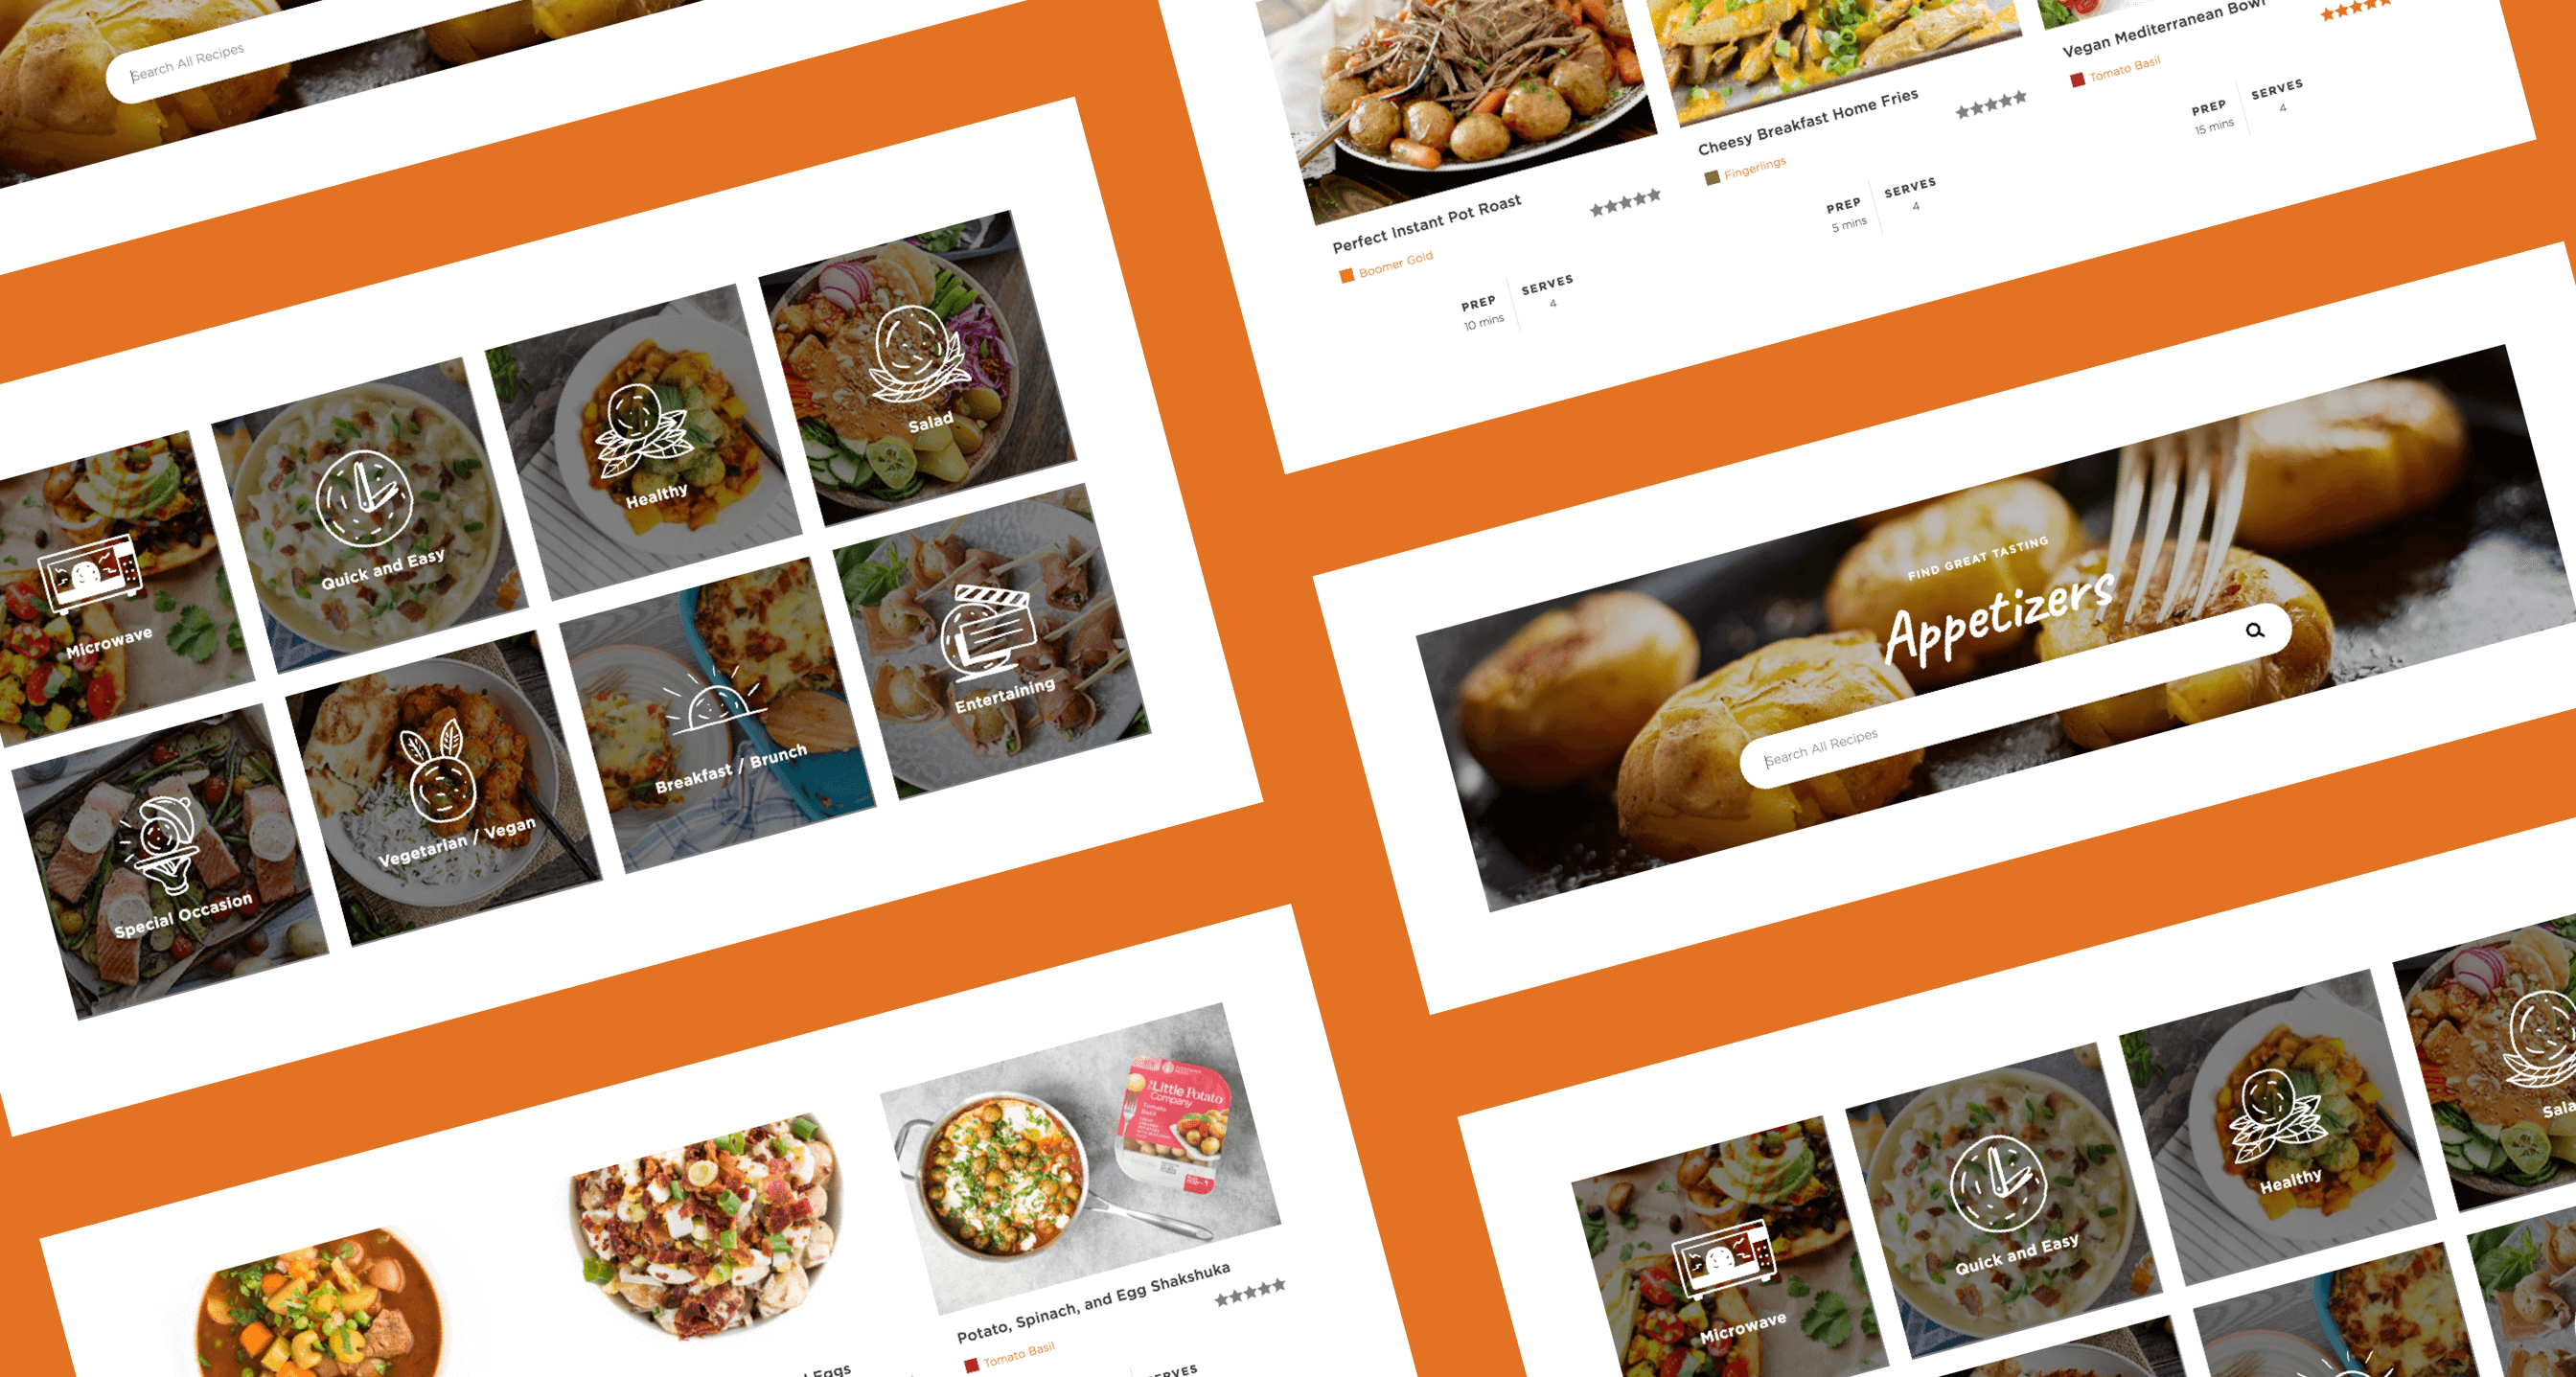 Search All Recipes
Microwave
Quick and Easy
Healthy
Salad
Special Occasion
Vegetarian / Vegan
Breakfast / Brunch
Entertaining
Eggs
Little Potato
Company
Tomato
Basil
Potato, Spinach, and Egg Shakshuka
Tomato Basil
Perfect Instant Pot Roast
Boomer Gold
PREP
10 mins
SERVES
4
Cheesy Breakfast Home Fries
Fingerlings
PREP
5 mins
SERVES
4
Vegan Mediterranean Bowl
Tomato Basil
PREP
15 mins
SERVES
4
FIND GREAT TASTING
Appetizers
Search All Recipes
Microwave
Quick and Easy
Healthy